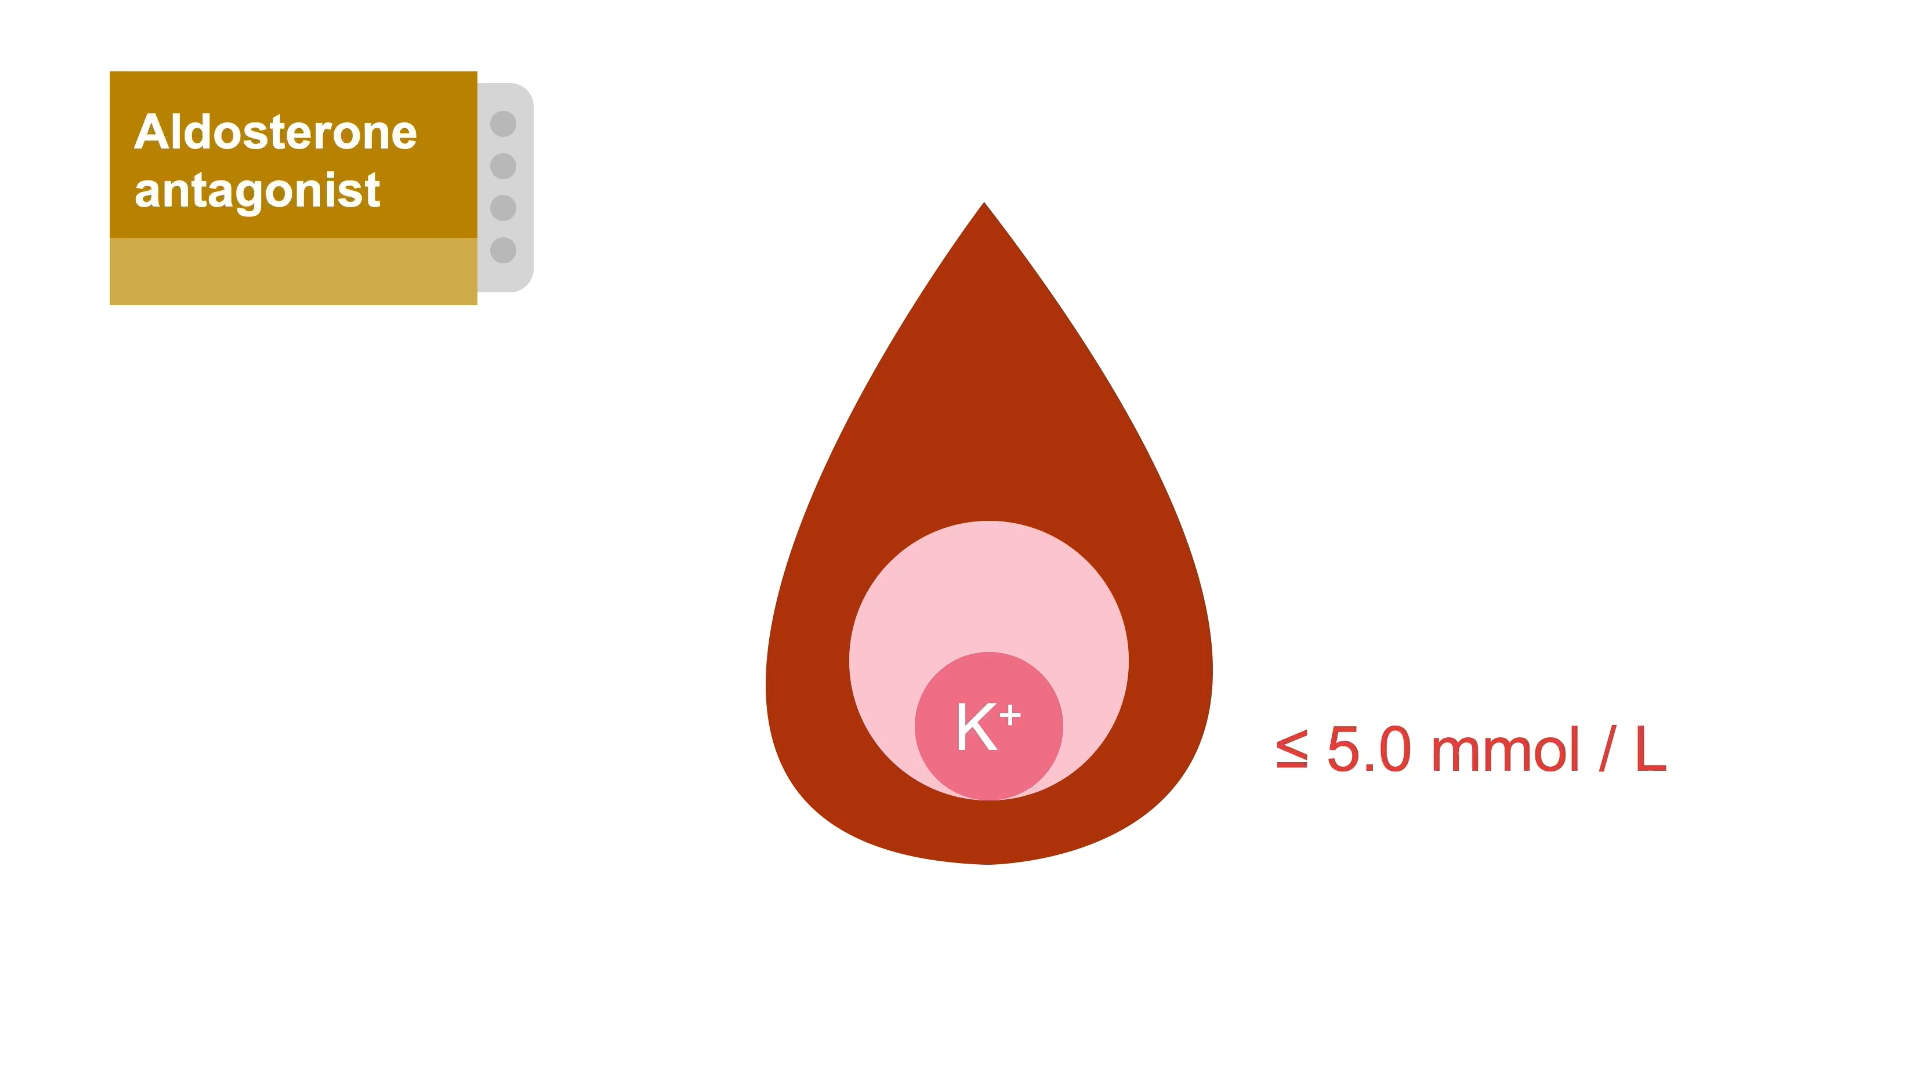 Aldosterone
antagonist
K⁺
≤ 5.0 mmol / L